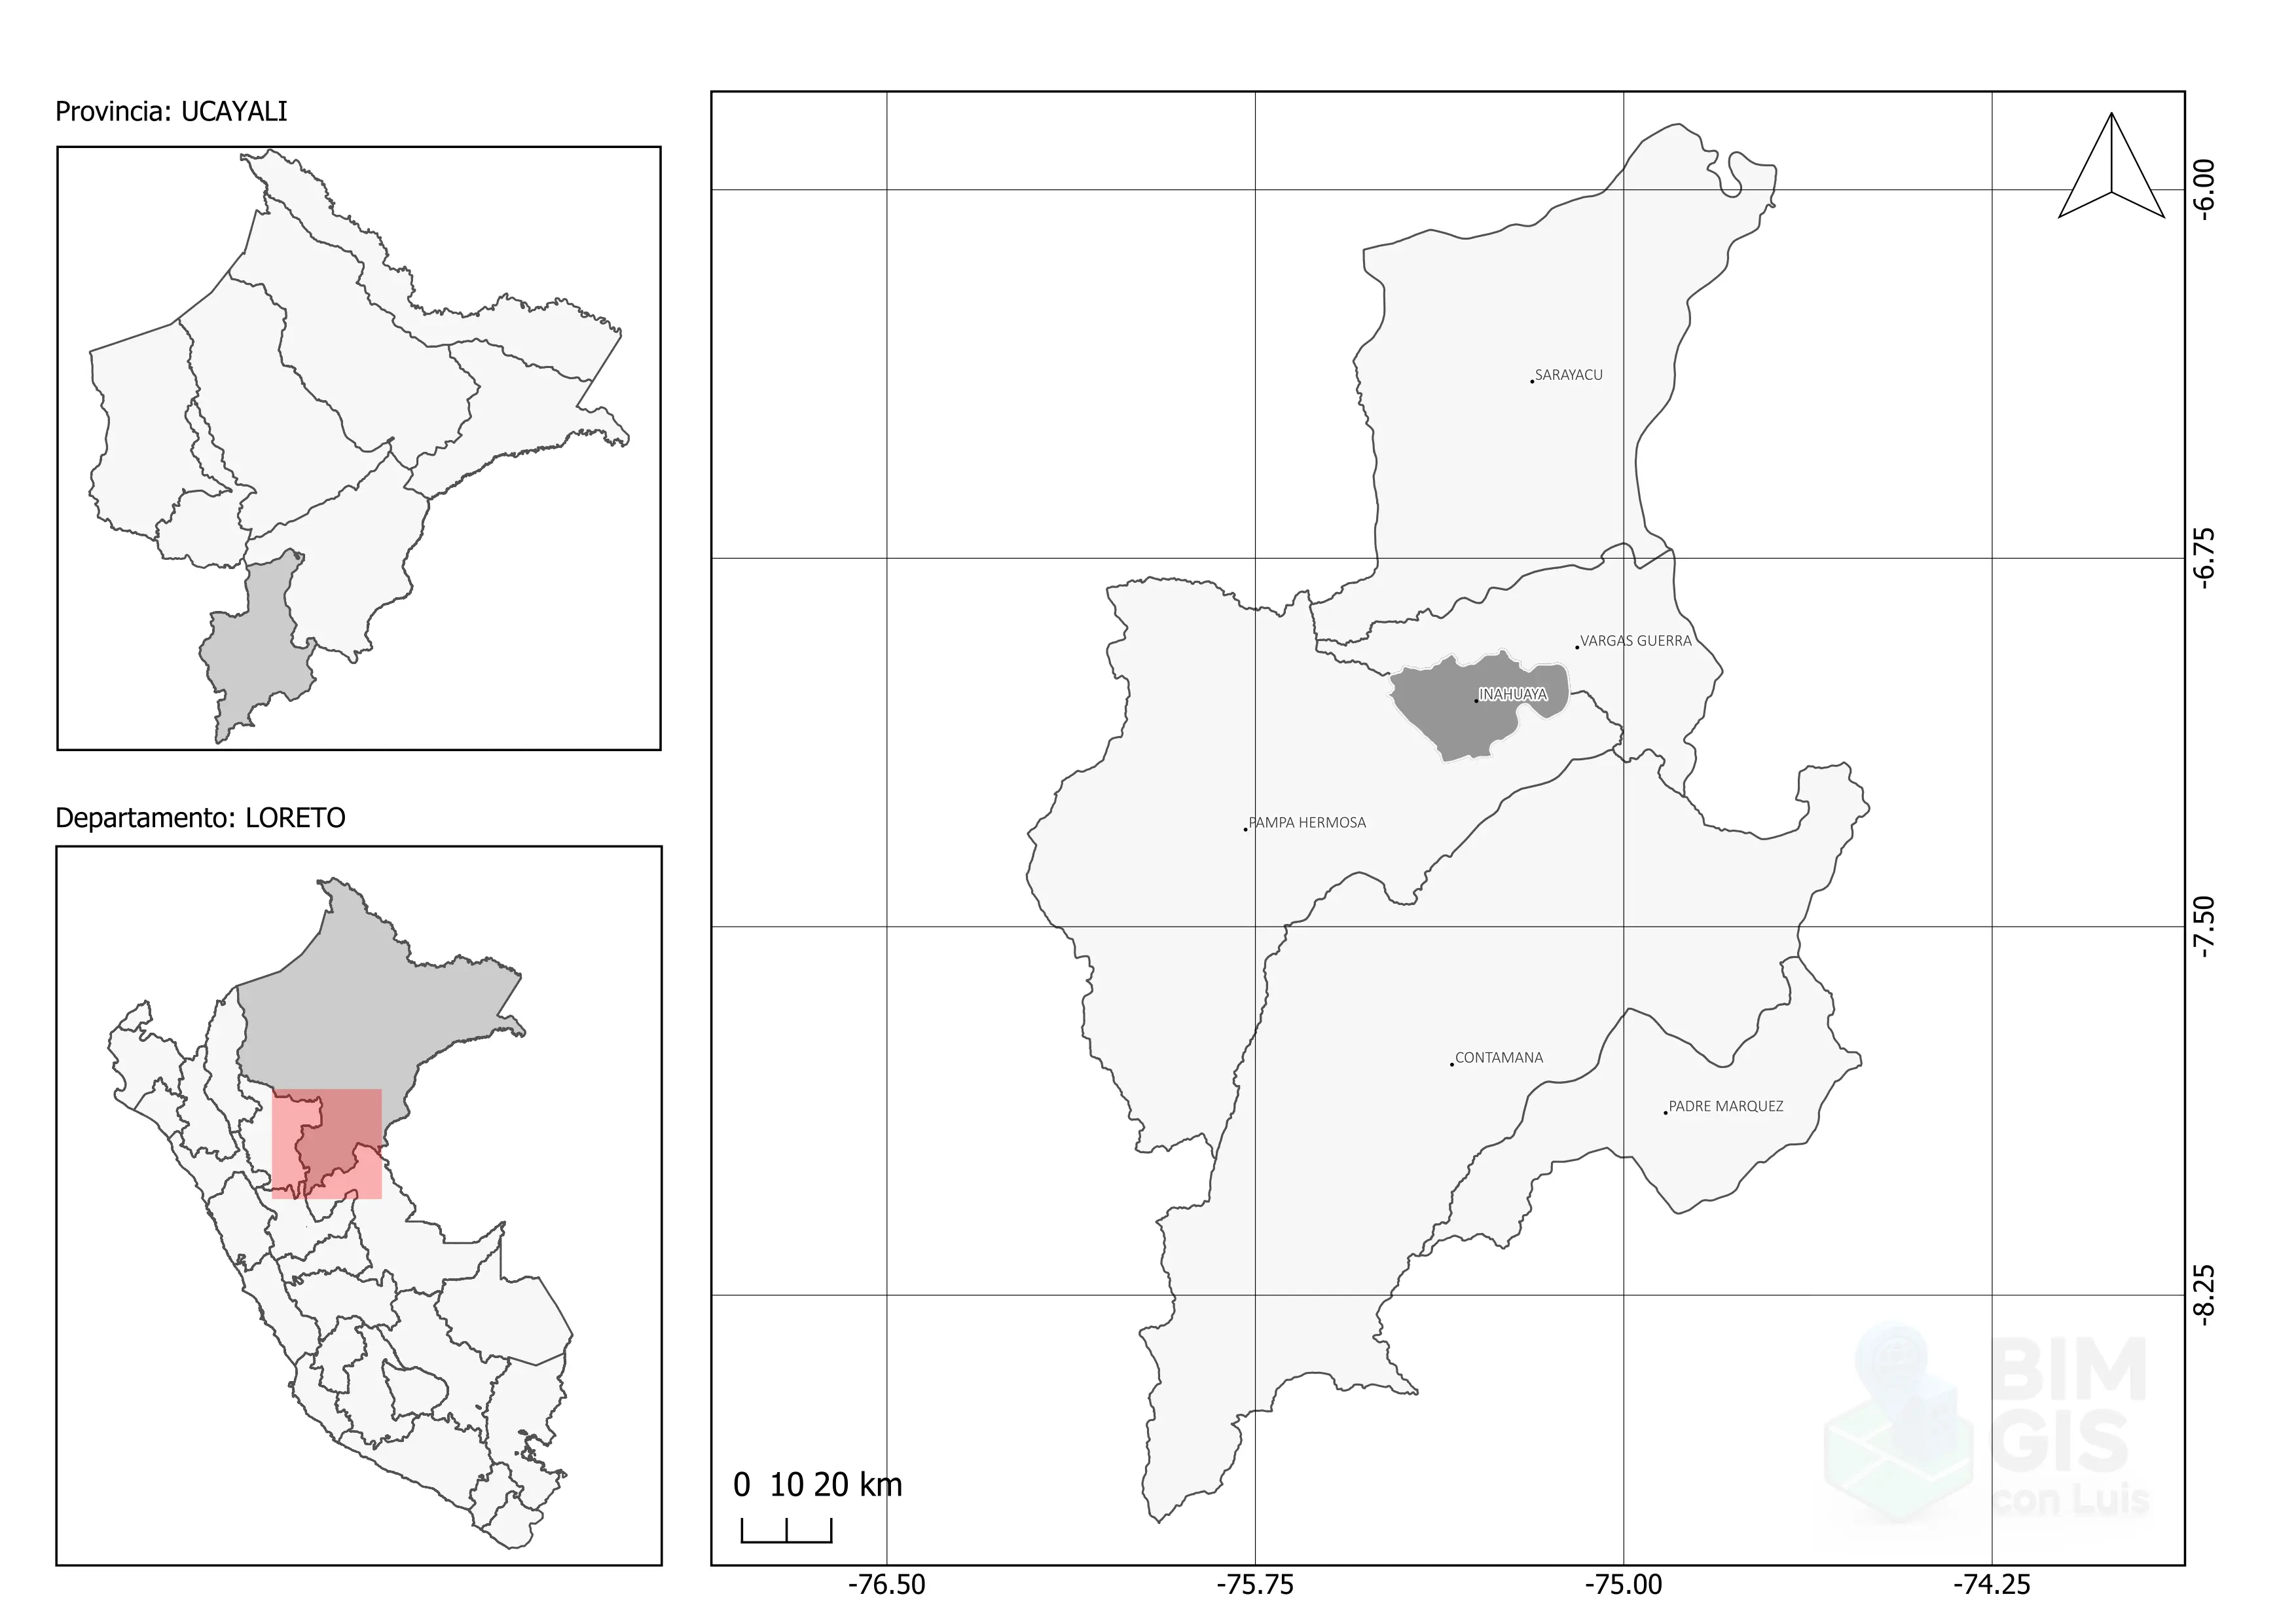 Provincia: UCAYALI
Departamento: LORETO
SARAYACU
VARGAS GUERRA
INAHUAYA
PAMPA HERMOSA
CONTAMANA
PADRE MARQUEZ
-6.00
-6.75
-7.50
-8.25
0 10 20 km
-76.50 -75.75 -75.00 -74.25
BIM
GIS
con Luis